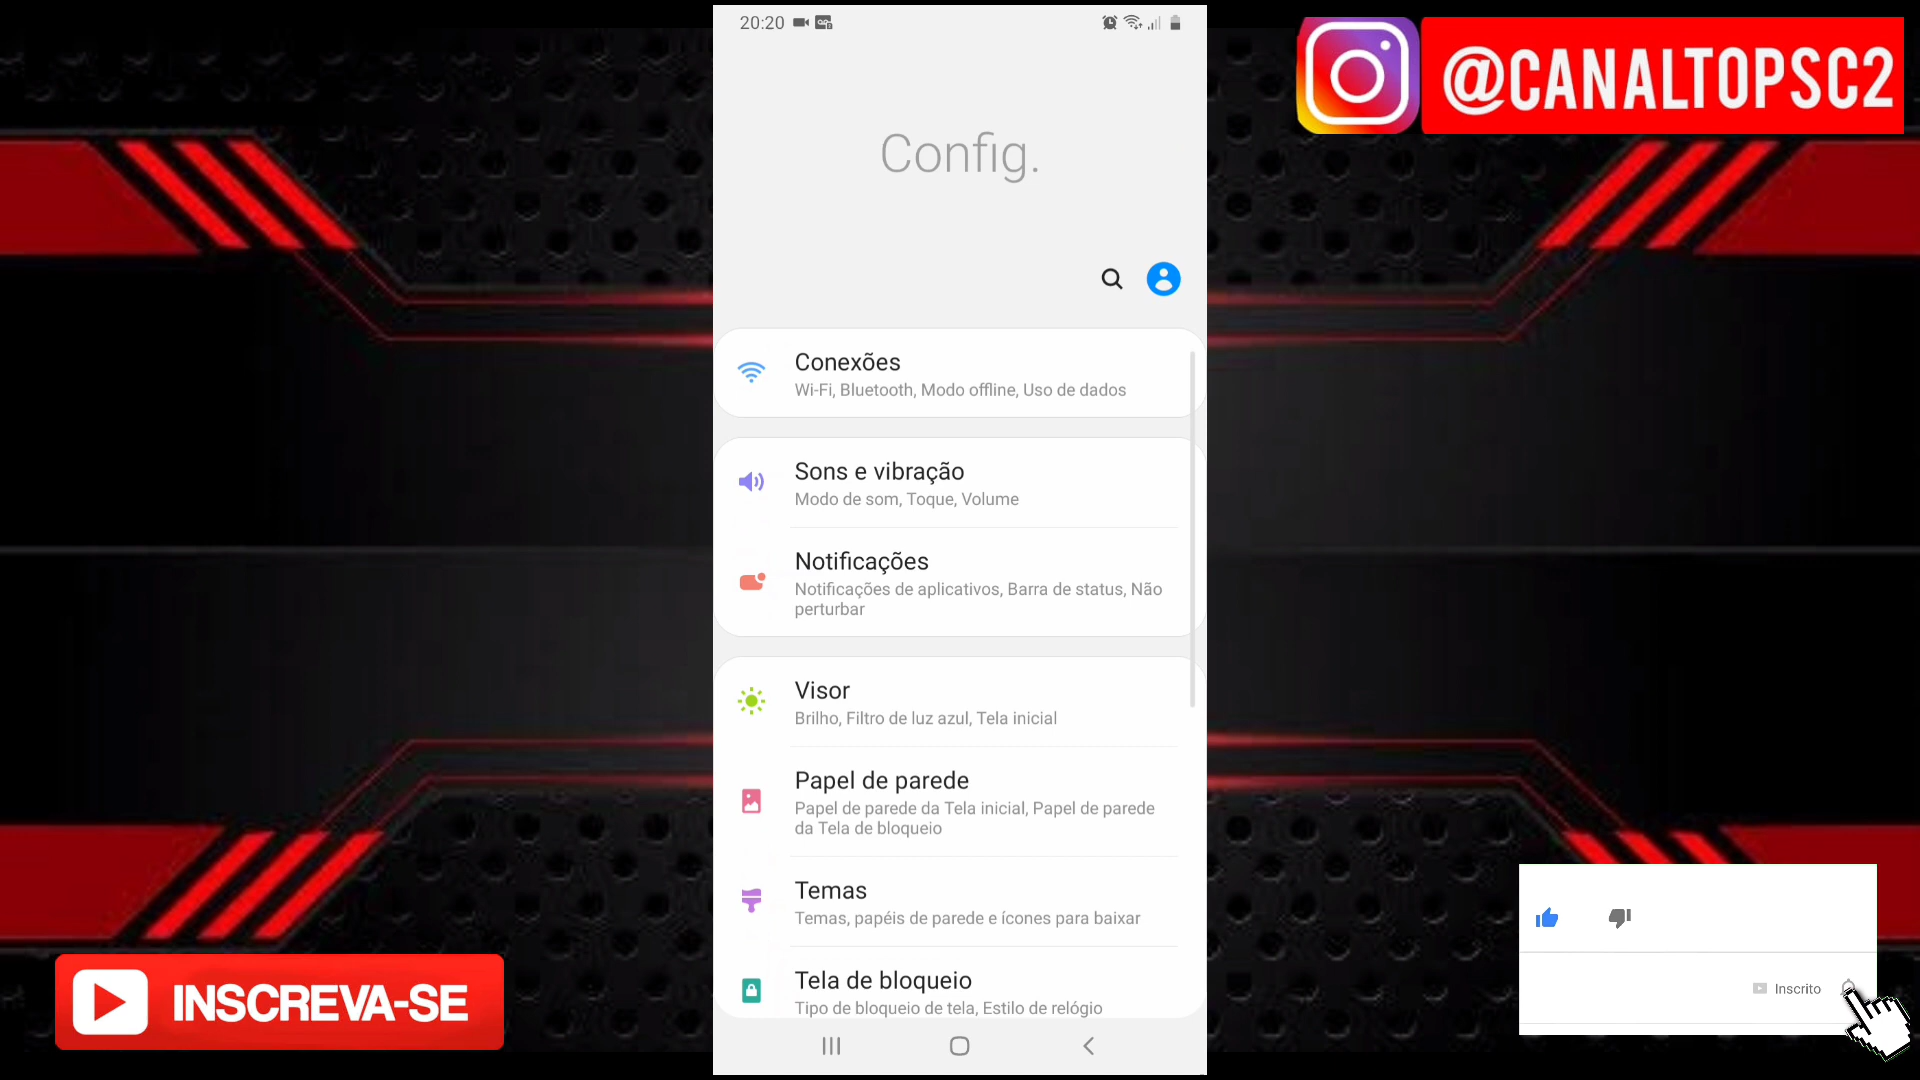 20:20
@CANALTOPSC2
Config.
Conexões
Wi-Fi, Bluetooth, Modo offline, Uso de dados
Sons e vibração
Modo de som, Toque, Volume
Notificações
Notificações de aplicativos, Barra de status, Não
perturbar
Visor
Brilho, Filtro de luz azul, Tela inicial
Papel de parede
Papel de parede da Tela inicial, Papel de parede
da Tela de bloqueio
Temas
Temas, papéis de parede e ícones para baixar
Tela de bloqueio
Tipo de bloqueio de tela, Estilo de relógio
INSCREVA-SE
Inscrito